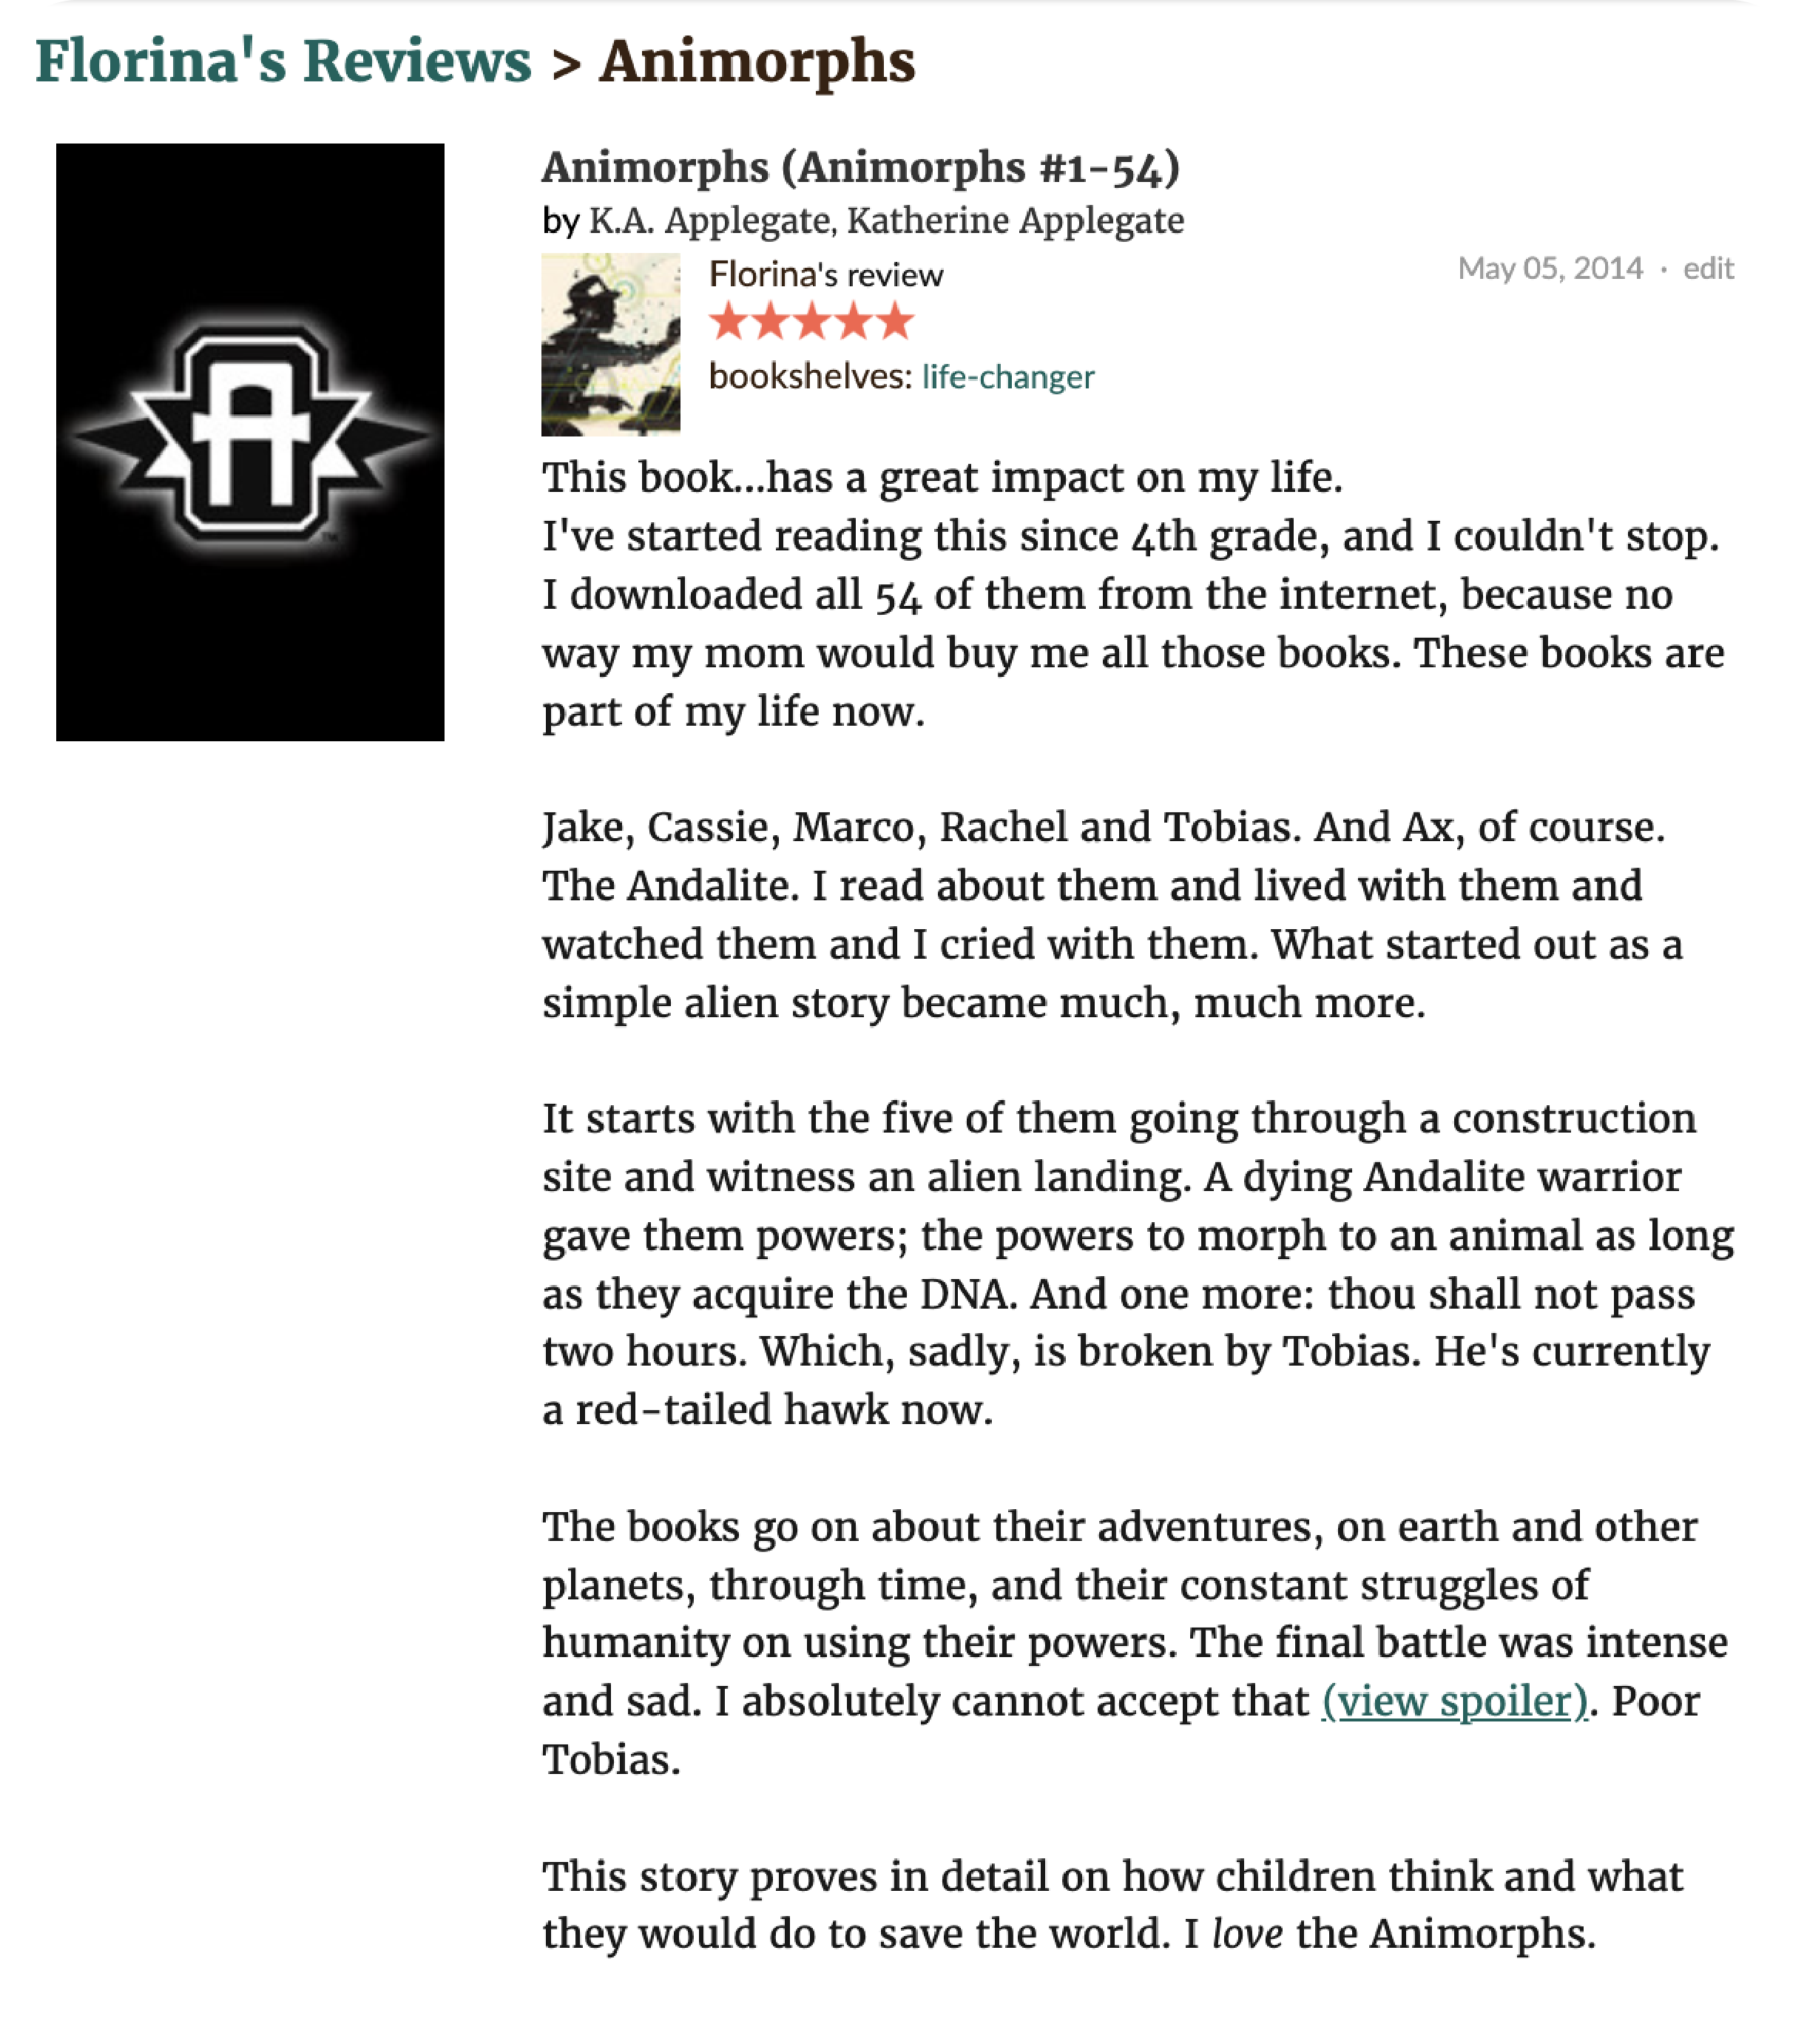 Florina's Reviews > Animorphs
Animorphs (Animorphs #1-54)
by K.A. Applegate, Katherine Applegate
Florina's review
May 05, 2014 · edit
bookshelves: life-changer
A
TM
This book...has a great impact on my life.
I've started reading this since 4th grade, and I couldn't stop.
I downloaded all 54 of them from the internet, because no
way my mom would buy me all those books. These books are
part of my life now.
Jake, Cassie, Marco, Rachel and Tobias. And Ax, of course.
The Andalite. I read about them and lived with them and
watched them and I cried with them. What started out as a
simple alien story became much, much more.
It starts with the five of them going through a construction
site and witness an alien landing. A dying Andalite warrior
gave them powers; the powers to morph to an animal as long
as they acquire the DNA. And one more: thou shall not pass
two hours. Which, sadly, is broken by Tobias. He's currently
a red-tailed hawk now.
The books go on about their adventures, on earth and other
planets, through time, and their constant struggles of
humanity on using their powers. The final battle was intense
and sad. I absolutely cannot accept that (view spoiler). Poor
Tobias.
This story proves in detail on how children think and what
they would do to save the world. I love the Animorphs.